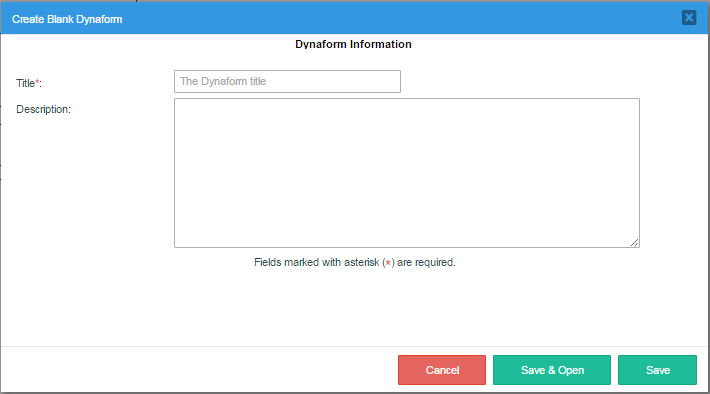 Create Blank Dynaform
Dynaform Information
Title*:
The Dynaform title
Description:
Fields marked with asterisk (*) are required.
Cancel
Save & Open
Save